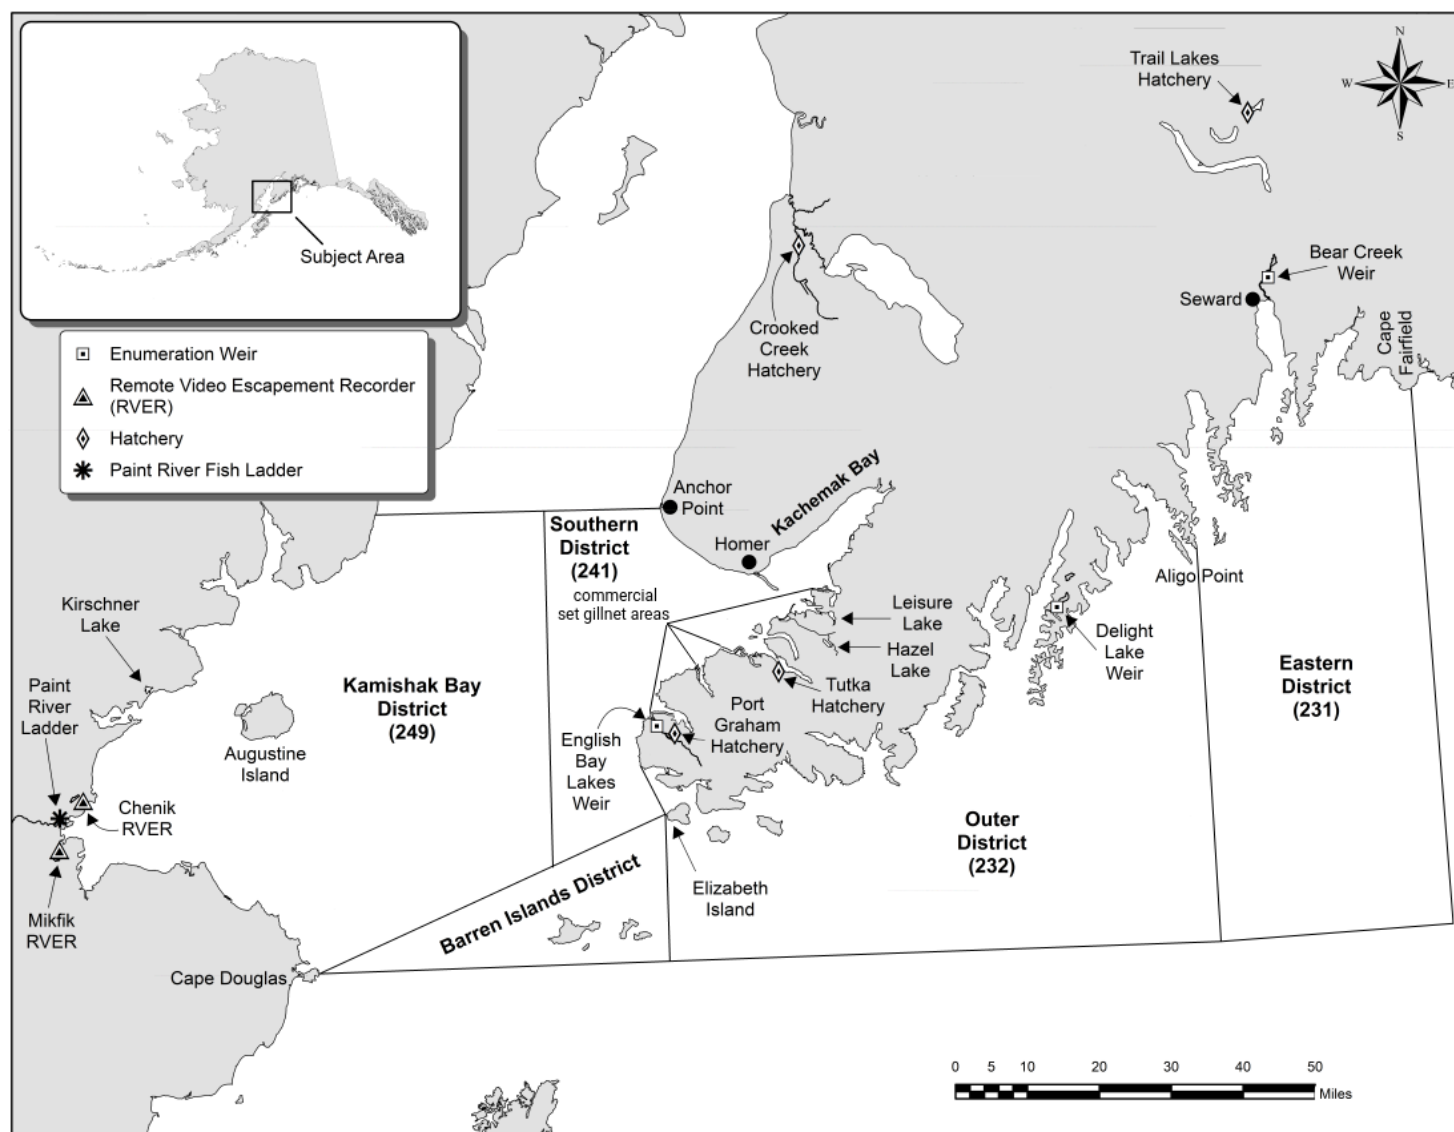 Subject Area
Enumeration Weir
Remote Video Escapement Recorder
(RVER)
Hatchery
Paint River Fish Ladder
Trail Lakes
Hatchery
N
W
E
S
Bear Creek
Weir
Seward
Cape
Fairfield
Crooked
Creek
Hatchery
Anchor
Point
Kachemak Bay
Homer
Southern
District
(241)
commercial
set gillnet areas
Aligo Point
Leisure
Lake
Hazel
Lake
Delight
Lake
Weir
Kirschner
Lake
Paint
River
Ladder
Kamishak Bay
District
(249)
Eastern
District
(231)
Tutka
Hatchery
Port
Graham
Hatchery
English
Bay
Lakes
Weir
Augustine
Island
Chenik
RVER
Outer
District
(232)
Elizabeth
Island
Barren Islands District
Mikfik
RVER
Cape Douglas
0 5 10 20 30 40 50
Miles